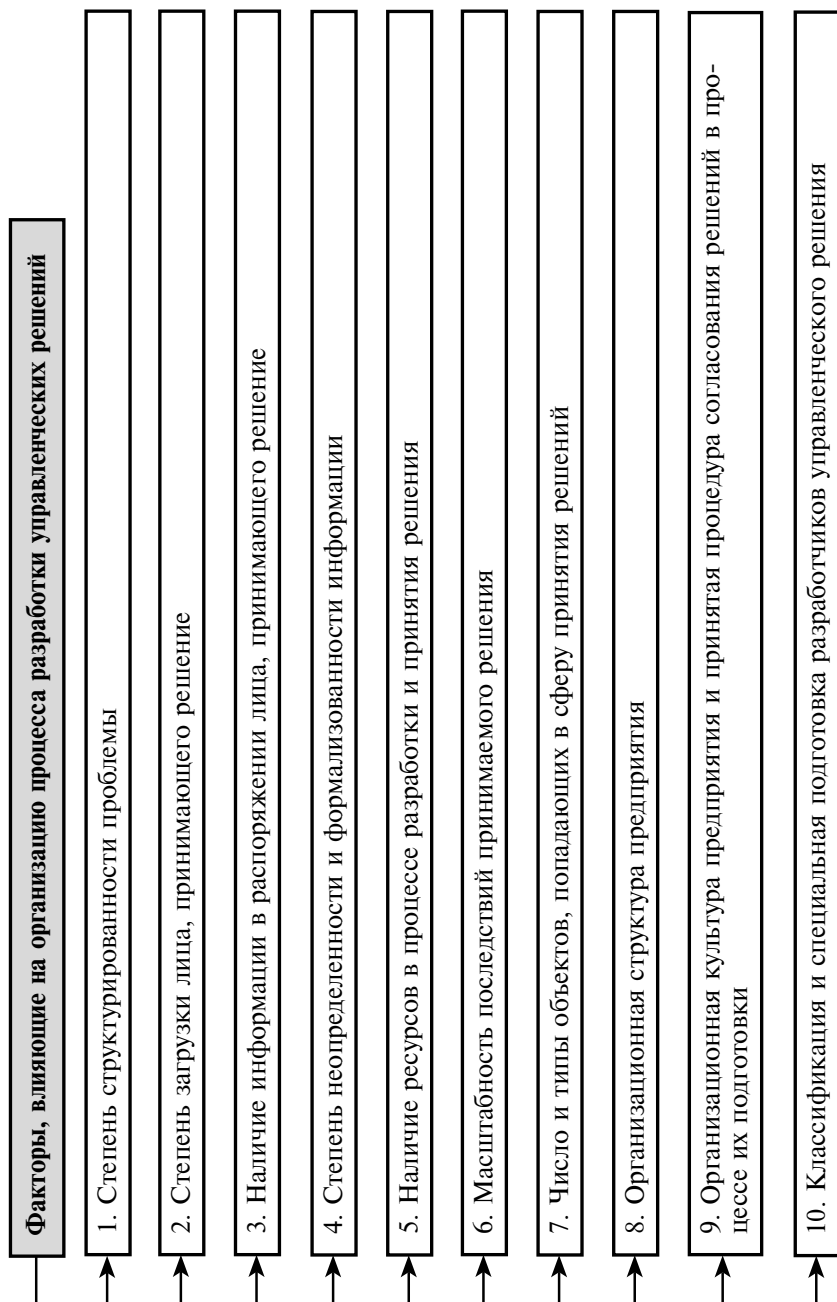 Факторы, влияющие на организацию процесса разработки управленческих решений
1. Степень структурированности проблемы
2. Степень загрузки лица, принимающего решение
3. Наличие информации в распоряжении лица, принимающего решение
4. Степень неопределенности и формализованности информации
5. Наличие ресурсов в процессе разработки и принятия решения
6. Масштабность последствий принимаемого решения
7. Число и типы объектов, попадающих в сферу принятия решений
8. Организационная структура предприятия
9. Организационная культура предприятия и принятая процедура согласования решений в про-
цессе их подготовки
10. Классификация и специальная подготовка разработчиков управленческого решения